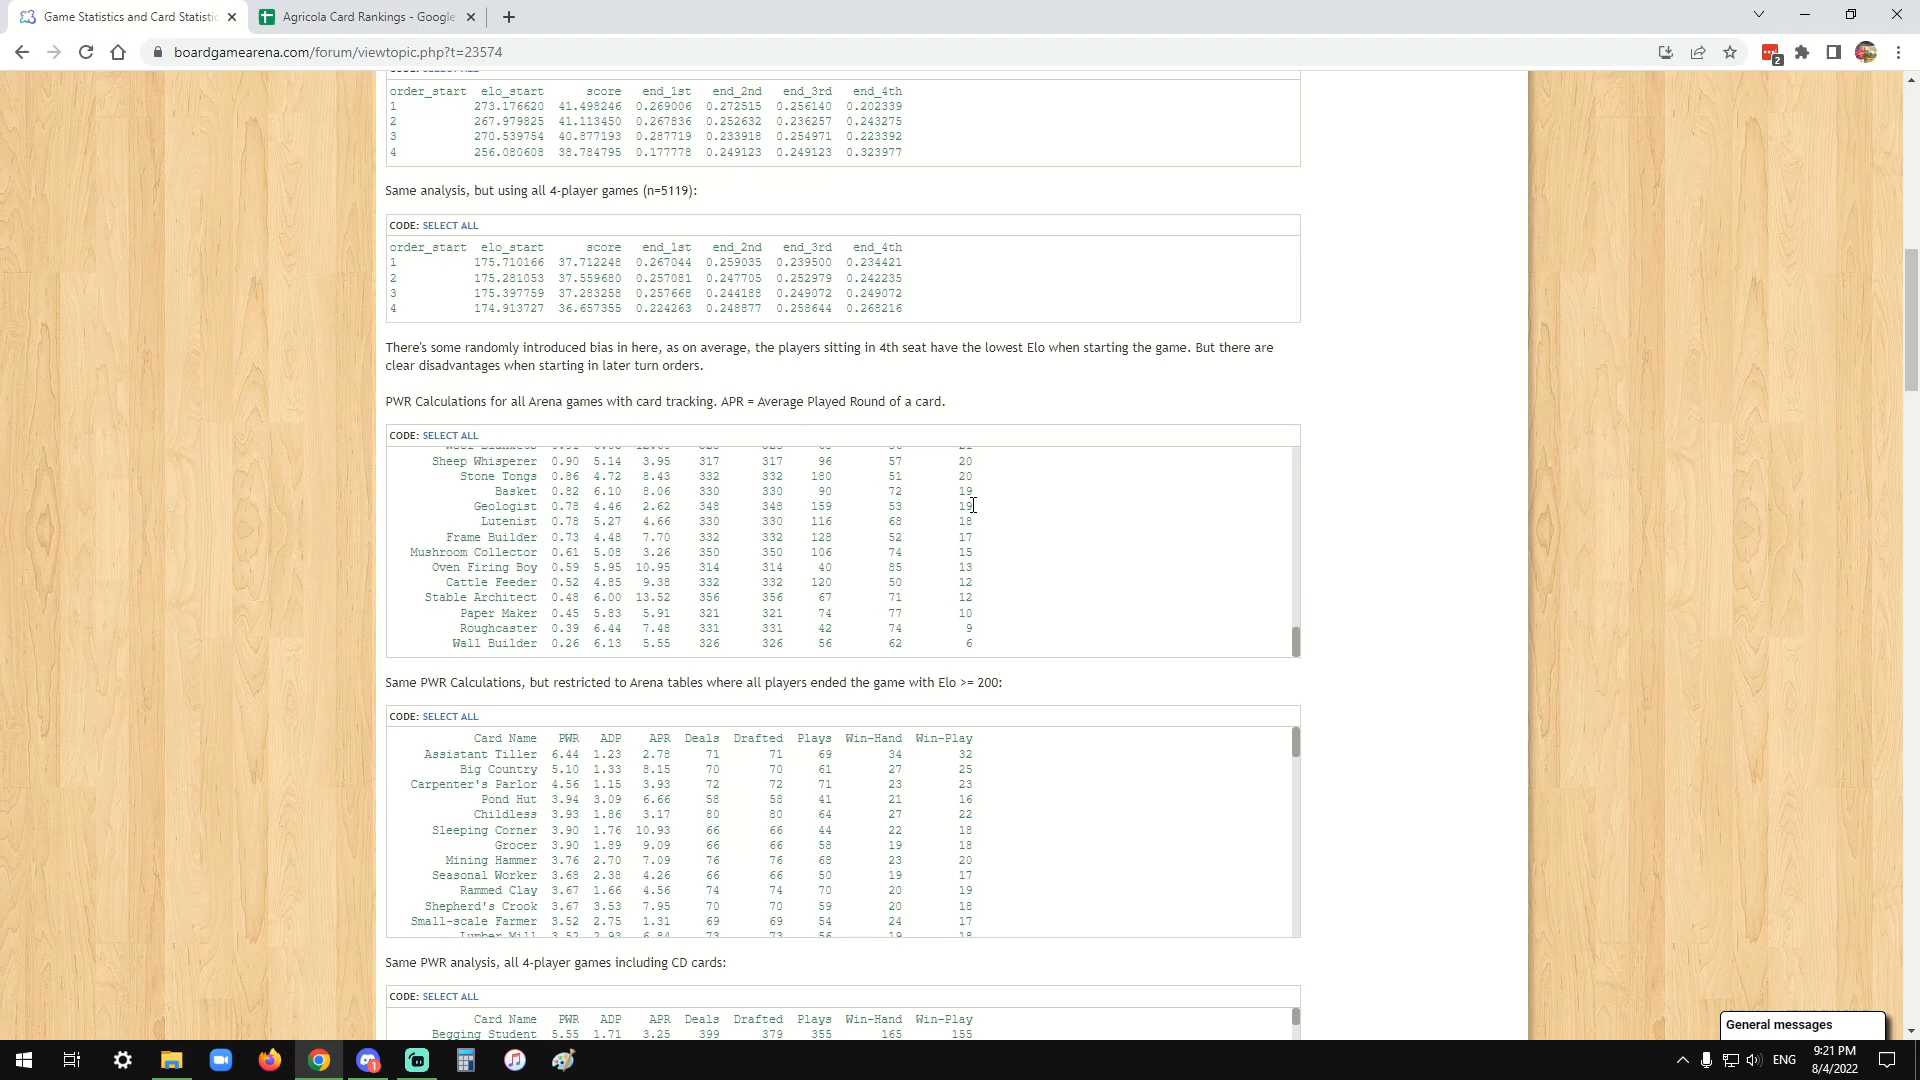 Game Statistics and Card Statistic
Agricola Card Rankings - Google
boardgamearena.com/forum/viewtopic.php?t=23574
2
order_start elo_start score end_1st end_2nd end_3rd end_4th
1 273.176620 41.498246 0.269006 0.272515 0.256140 0.202339
2 267.979825 41.113450 0.267836 0.252632 0.236257 0.243275
3 270.539754 40.877193 0.287719 0.233918 0.254971 0.223392
4 256.080608 38.784795 0.177778 0.249123 0.249123 0.323977
Same analysis, but using all 4-player games (n=5119):
CODE: SELECT ALL
order_start elo_start score end_1st end_2nd end_3rd end_4th
1 175.710166 37.712248 0.267044 0.259035 0.239500 0.234421
2 175.281053 37.559680 0.257081 0.247705 0.252979 0.242235
3 175.397759 37.283258 0.257668 0.244188 0.249072 0.249072
4 174.913727 36.657355 0.224263 0.248877 0.258644 0.268216
There's some randomly introduced bias in here, as on average, the players sitting in 4th seat have the lowest Elo when starting the game. But there are
clear disadvantages when starting in later turn orders.
PWR Calculations for all Arena games with card tracking. APR = Average Played Round of a card.
CODE: SELECT ALL
Sheep Whisperer 0.90 5.14 3.95 317 317 96 57 20
Stone Tongs 0.86 4.72 8.43 332 332 180 51 20
Basket 0.82 6.10 8.06 330 330 90 72 19
Geologist 0.78 4.46 2.62 348 348 159 53 19
Lutenist 0.78 5.27 4.66 330 330 116 68 18
Frame Builder 0.73 4.48 7.70 332 332 128 52 17
Mushroom Collector 0.61 5.08 3.26 350 350 106 74 15
Oven Firing Boy 0.59 5.95 10.95 314 314 40 85 13
Cattle Feeder 0.52 4.85 9.38 332 332 120 50 12
Stable Architect 0.48 6.00 13.52 356 356 67 71 12
Paper Maker 0.45 5.83 5.91 321 321 74 77 10
Roughcaster 0.39 6.44 7.48 331 331 42 74 9
Wall Builder 0.26 6.13 5.55 326 326 56 62 6
Same PWR Calculations, but restricted to Arena tables where all players ended the game with Elo >= 200:
CODE: SELECT ALL
Card Name PWR ADP APR Deals Drafted Plays Win-Hand Win-Play
Assistant Tiller 6.44 1.23 2.78 71 71 69 34 32
Big Country 5.10 1.33 8.15 70 70 61 27 25
Carpenter's Parlor 4.56 1.15 3.93 72 72 71 23 23
Pond Hut 3.94 3.09 6.66 58 58 41 21 16
Childless 3.93 1.86 3.17 80 80 64 27 22
Sleeping Corner 3.90 1.76 10.93 66 66 44 22 18
Grocer 3.90 1.89 9.09 66 66 58 19 18
Mining Hammer 3.76 2.70 7.09 76 76 68 23 20
Seasonal Worker 3.68 2.38 4.26 66 66 50 19 17
Rammed Clay 3.67 1.66 4.56 74 74 70 20 19
Shepherd's Crook 3.67 3.53 7.95 70 70 59 20 18
Small-scale Farmer 3.52 2.75 1.31 69 69 54 24 17
Lumber Mill 3.52 2.93 6.84 73 73 56 19 18
Same PWR analysis, all 4-player games including CD cards:
CODE: SELECT ALL
Card Name PWR ADP APR Deals Drafted Plays Win-Hand Win-Play
Begging Student 5.55 1.71 3.25 399 379 355 165 155
General messages
1
ENG
9:21 PM
8/4/2022